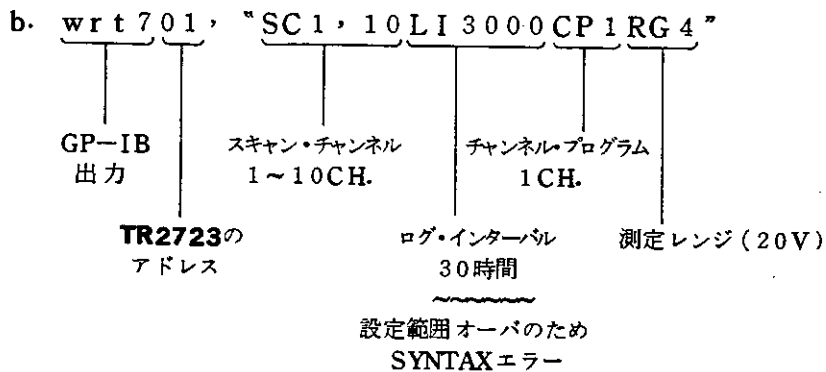 b. wrt 701, “SC1, 10LI3000CP1RG4”
GP-IB
出力
スキャン・チャンネル
1～10CH.
チャンネル・プログラム
1CH.
TR2723の
アドレス
ログ・インターバル
30時間
測定レンジ(20V)
設定範囲オーバのため
SYNTAXエラー